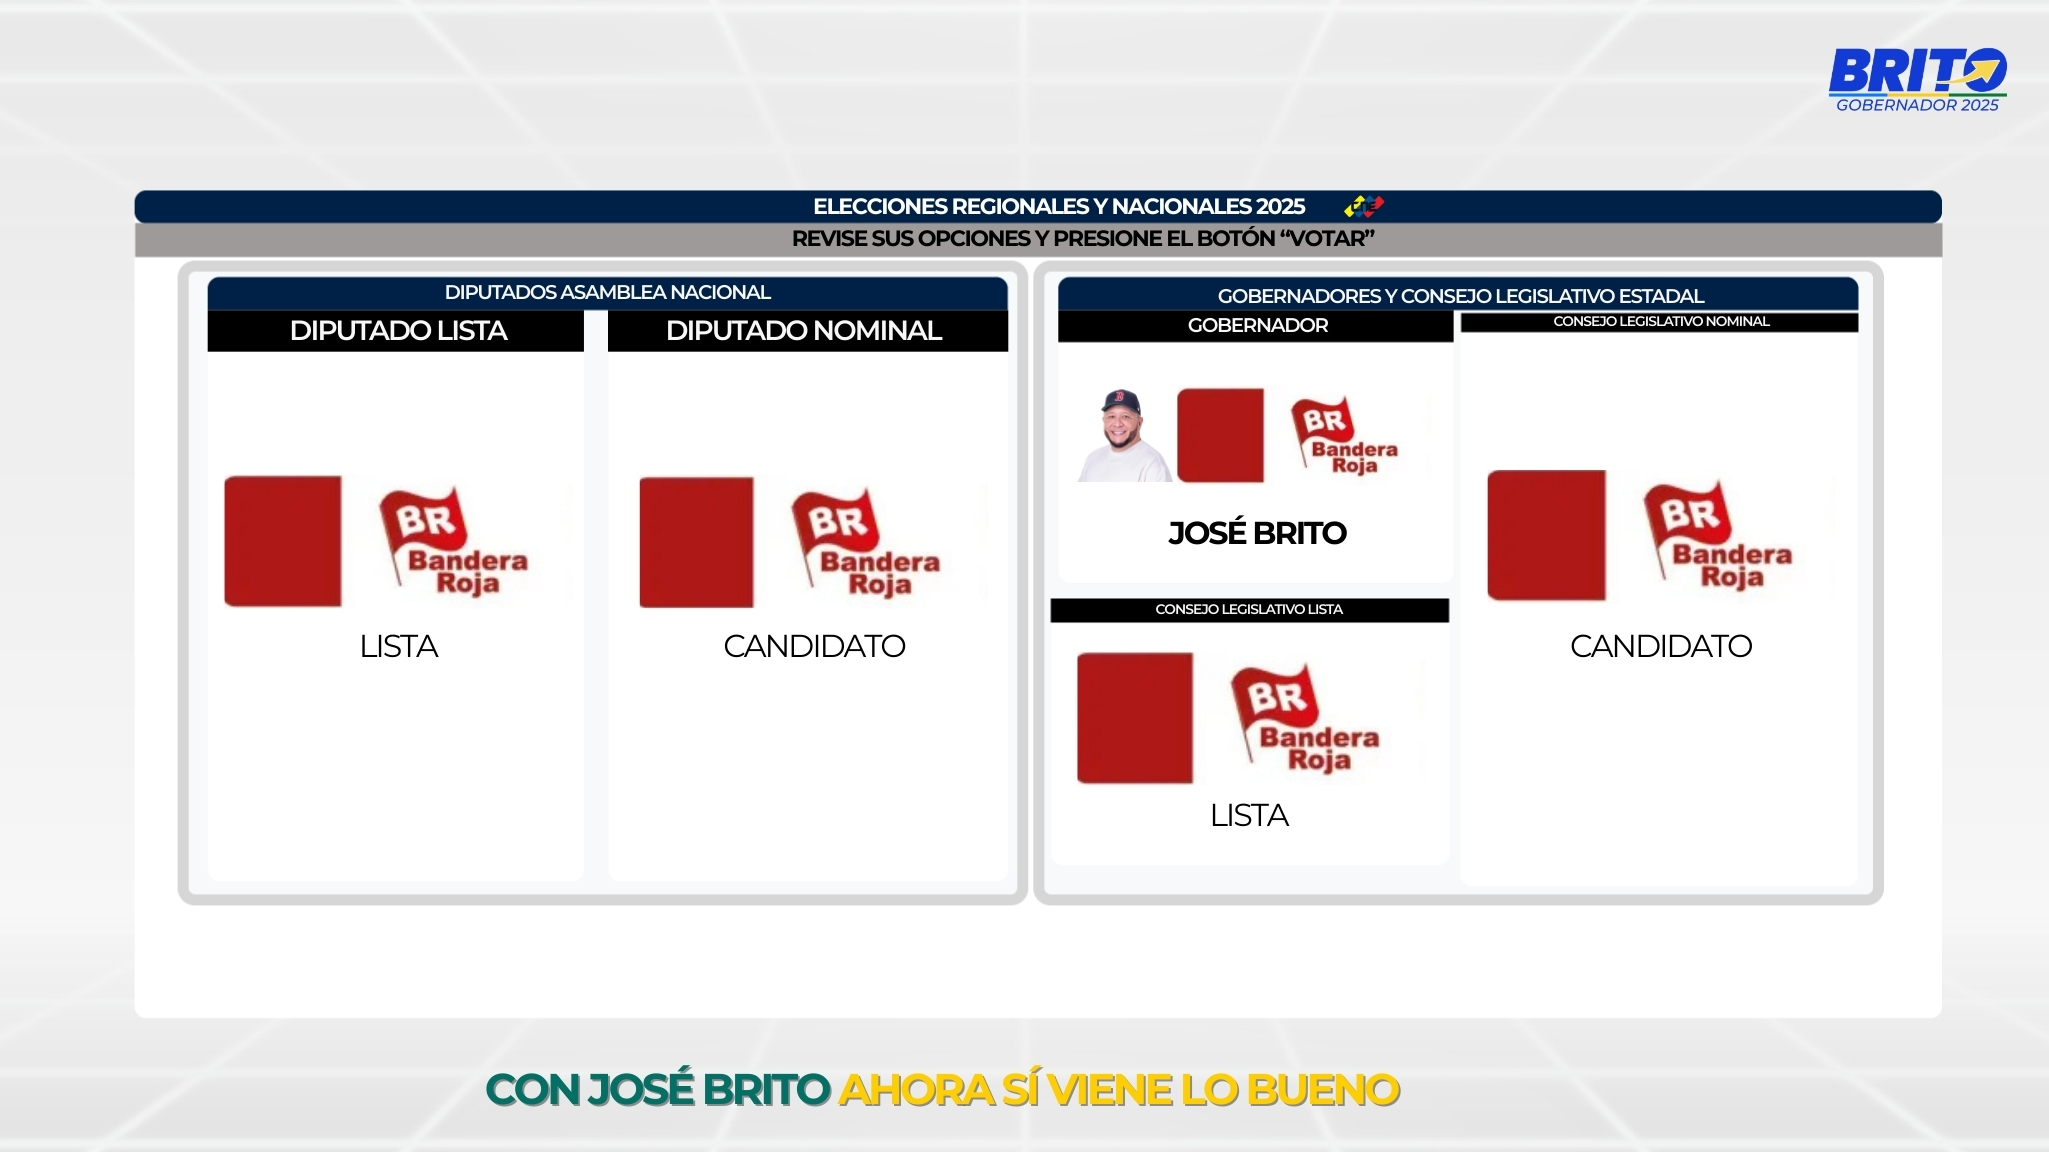 BRITO
GOBERNADOR 2025
ELECCIONES REGIONALES Y NACIONALES 2025
REVISE SUS OPCIONES Y PRESIONE EL BOTÓN “VOTAR”
DIPUTADOS ASAMBLEA NACIONAL
DIPUTADO LISTA
BR
Bandera
Roja
LISTA
DIPUTADO NOMINAL
BR
Bandera
Roja
CANDIDATO
GOBERNADORES Y CONSEJO LEGISLATIVO ESTADAL
GOBERNADOR
B
BR
Bandera
Roja
JOSÉ BRITO
CONSEJO LEGISLATIVO LISTA
BR
Bandera
Roja
LISTA
CONSEJO LEGISLATIVO NOMINAL
BR
Bandera
Roja
CANDIDATO
CON JOSÉ BRITO AHORA SÍ VIENE LO BUENO